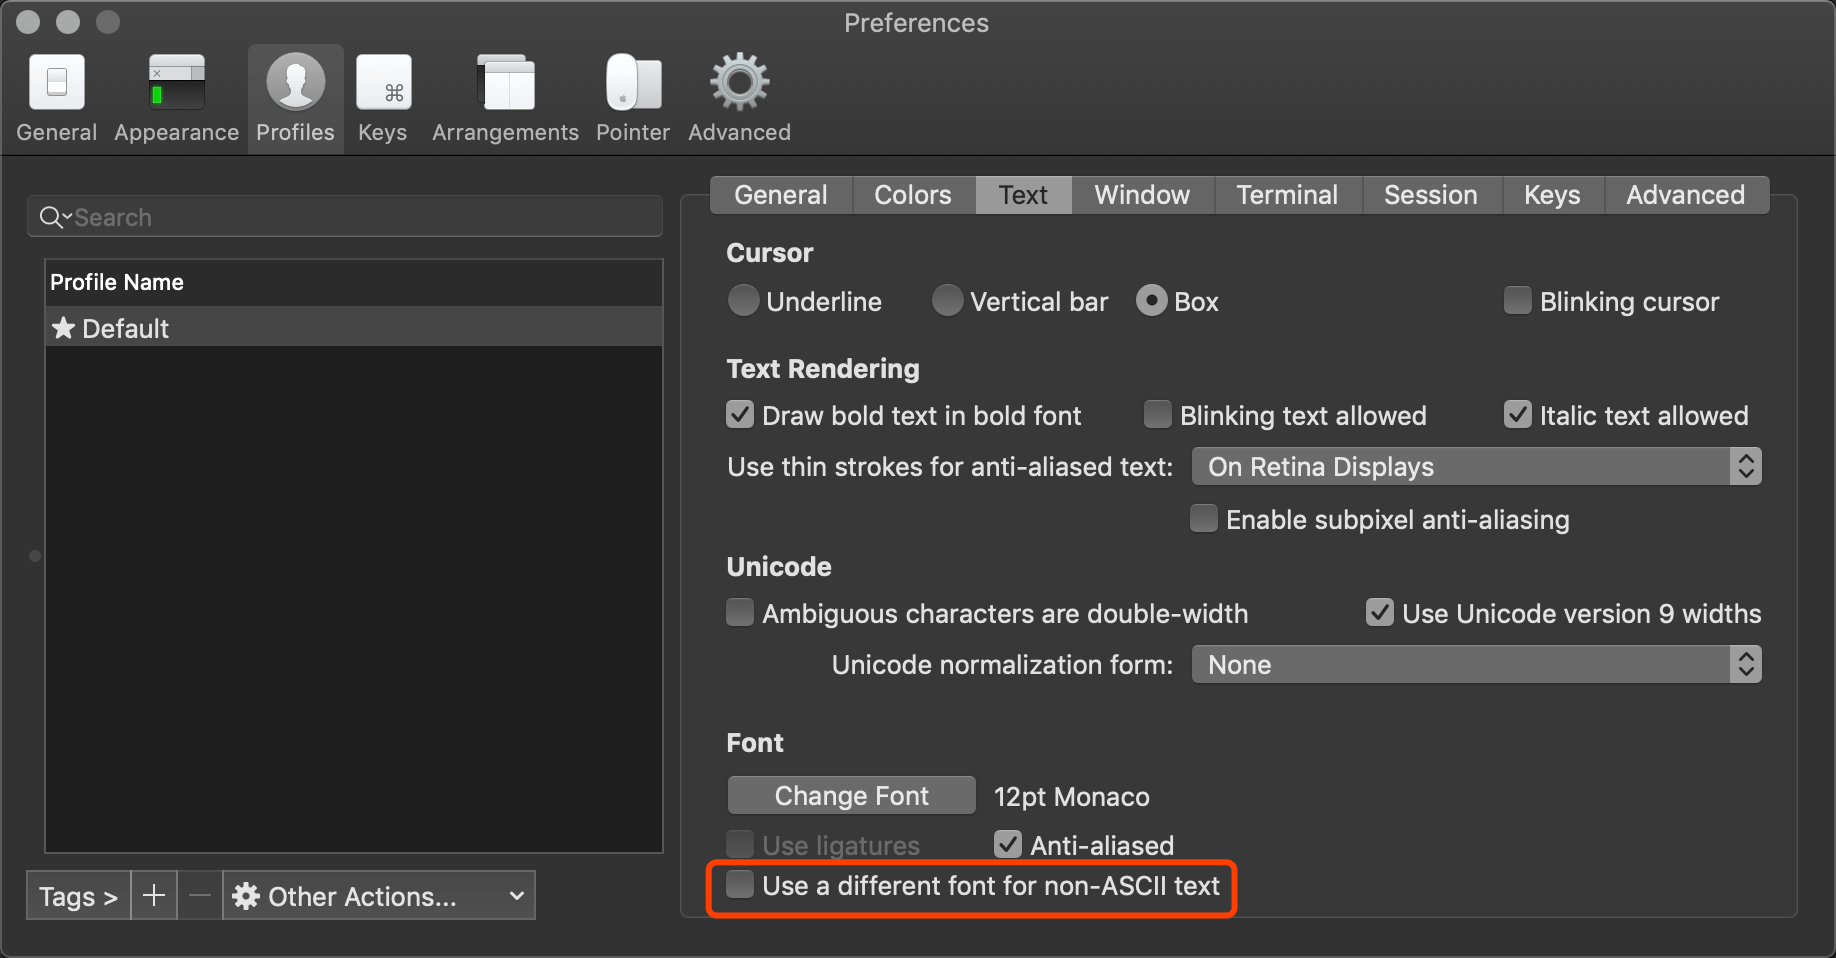 Preferences
General Appearance Profiles Keys Arrangements Pointer Advanced
Search
Profile Name
Default
Tags > Other Actions...
General Colors Text Window Terminal Session Keys Advanced
Cursor
Underline Vertical bar Box Blinking cursor
Text Rendering
Draw bold text in bold font Blinking text allowed Italic text allowed
Use thin strokes for anti-aliased text: On Retina Displays
Enable subpixel anti-aliasing
Unicode
Ambiguous characters are double-width Use Unicode version 9 widths
Unicode normalization form: None
Font
Change Font 12pt Monaco
Use ligatures Anti-aliased
Use a different font for non-ASCII text